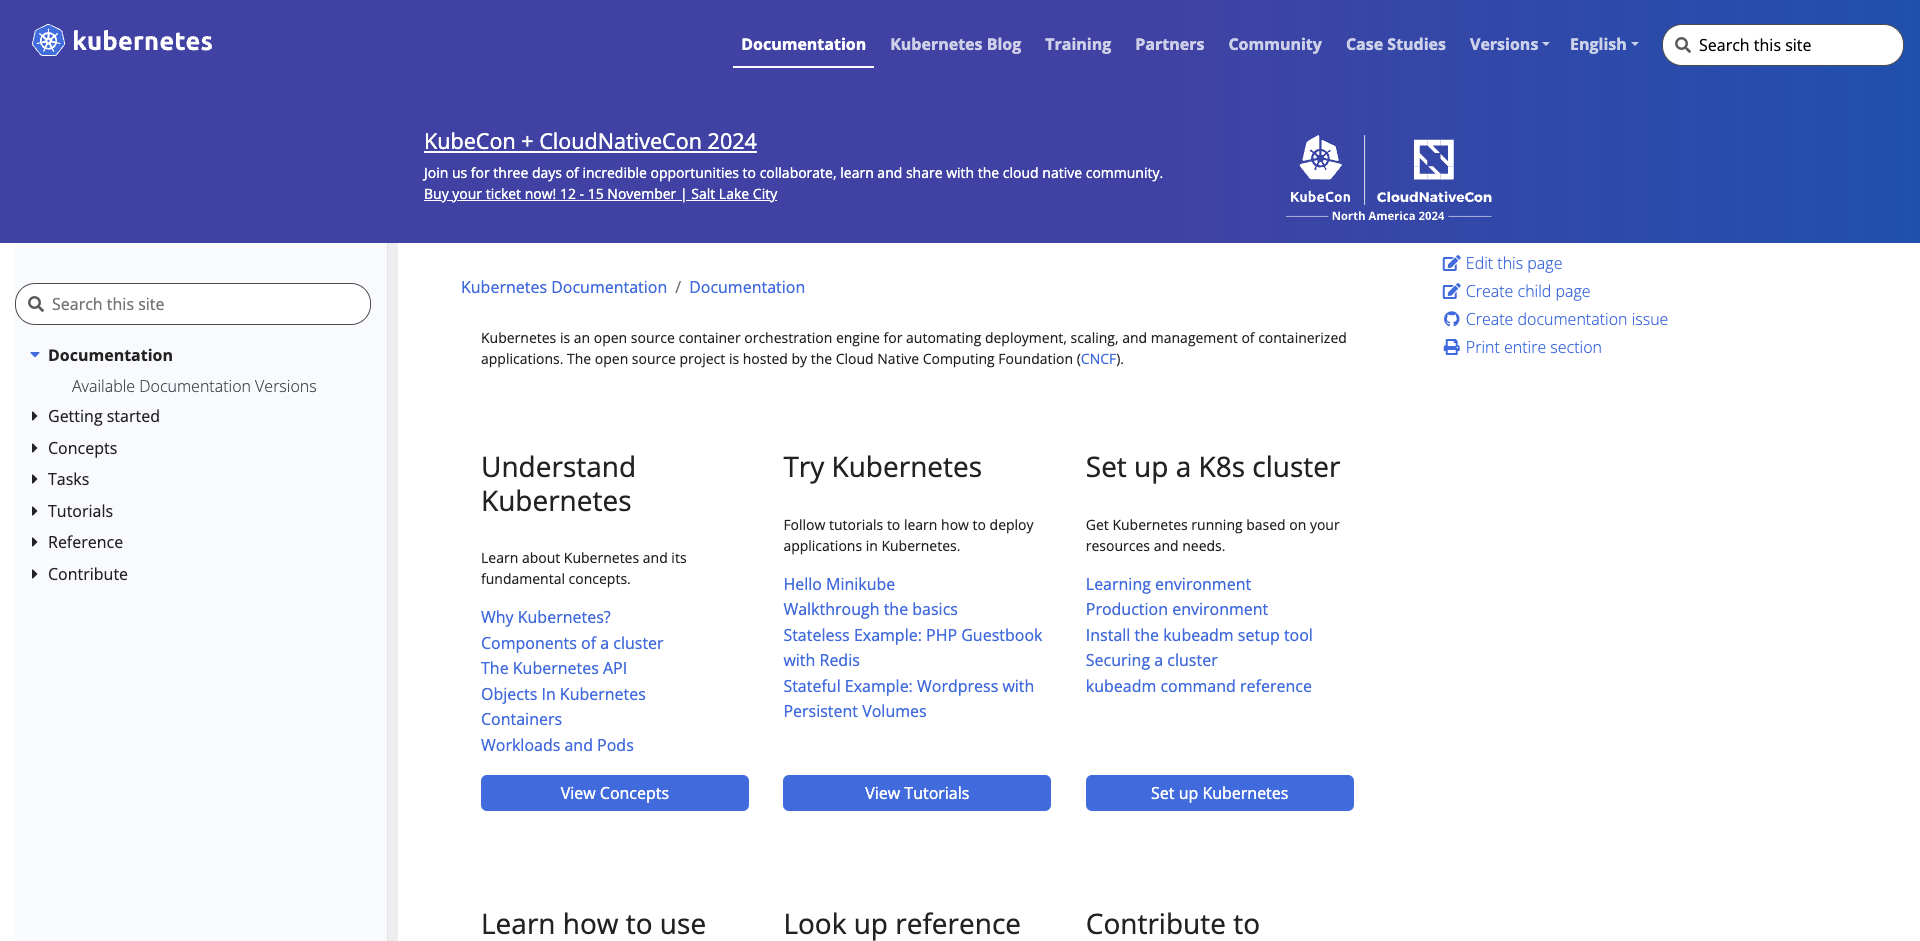 kubernetes
Documentation Kubernetes Blog Training Partners Community Case Studies Versions English Search this site
KubeCon + CloudNativeCon 2024
Join us for three days of incredible opportunities to collaborate, learn and share with the cloud native community.
Buy your ticket now! 12 - 15 November | Salt Lake City
KubeCon CloudNativeCon
North America 2024
Search this site
Documentation
Available Documentation Versions
Getting started
Concepts
Tasks
Tutorials
Reference
Contribute
Kubernetes Documentation / Documentation
Kubernetes is an open source container orchestration engine for automating deployment, scaling, and management of containerized
applications. The open source project is hosted by the Cloud Native Computing Foundation (CNCF).
Understand
Kubernetes
Learn about Kubernetes and its
fundamental concepts.
Why Kubernetes?
Components of a cluster
The Kubernetes API
Objects In Kubernetes
Containers
Workloads and Pods
View Concepts
Try Kubernetes
Follow tutorials to learn how to deploy
applications in Kubernetes.
Hello Minikube
Walkthrough the basics
Stateless Example: PHP Guestbook
with Redis
Stateful Example: Wordpress with
Persistent Volumes
View Tutorials
Set up a K8s cluster
Get Kubernetes running based on your
resources and needs.
Learning environment
Production environment
Install the kubeadm setup tool
Securing a cluster
kubeadm command reference
Set up Kubernetes
Learn how to use
Look up reference
Contribute to
Edit this page
Create child page
Create documentation issue
Print entire section